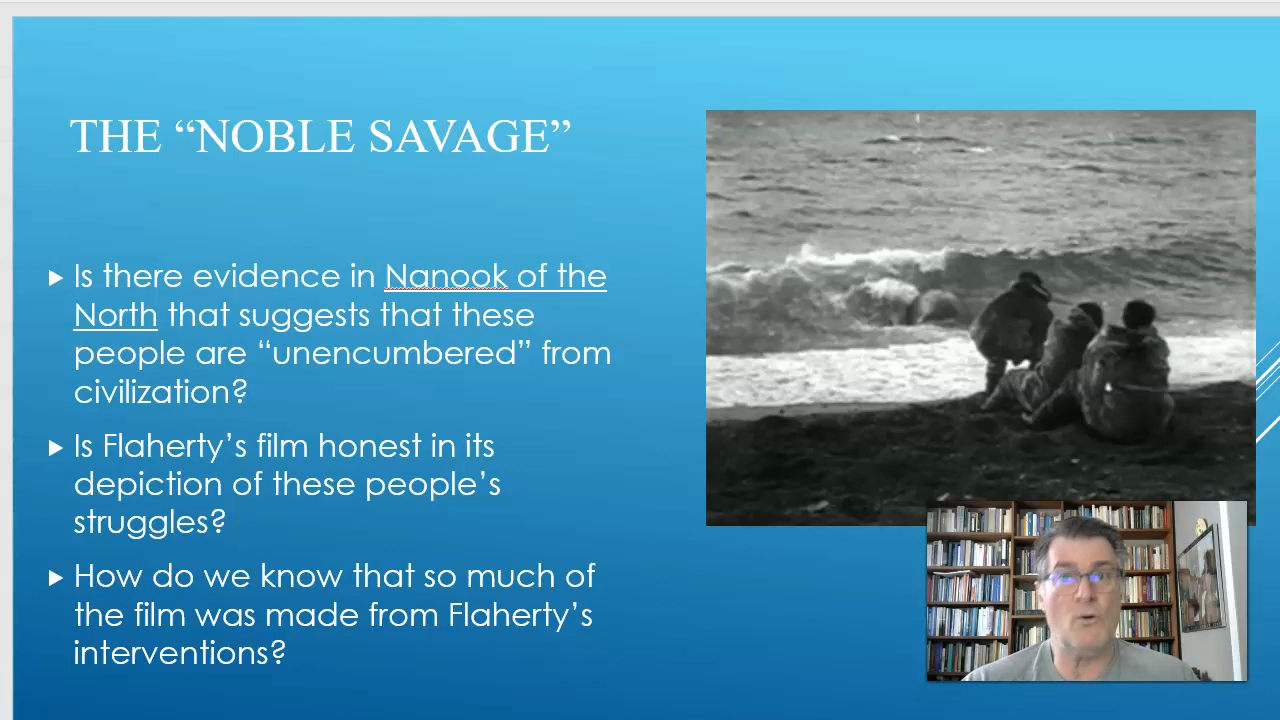 THE “NOBLE SAVAGE”
Is there evidence in Nanook of the
North that suggests that these
people are “unencumbered” from
civilization?
Is Flaherty’s film honest in its
depiction of these people’s
struggles?
How do we know that so much of
the film was made from Flaherty’s
interventions?